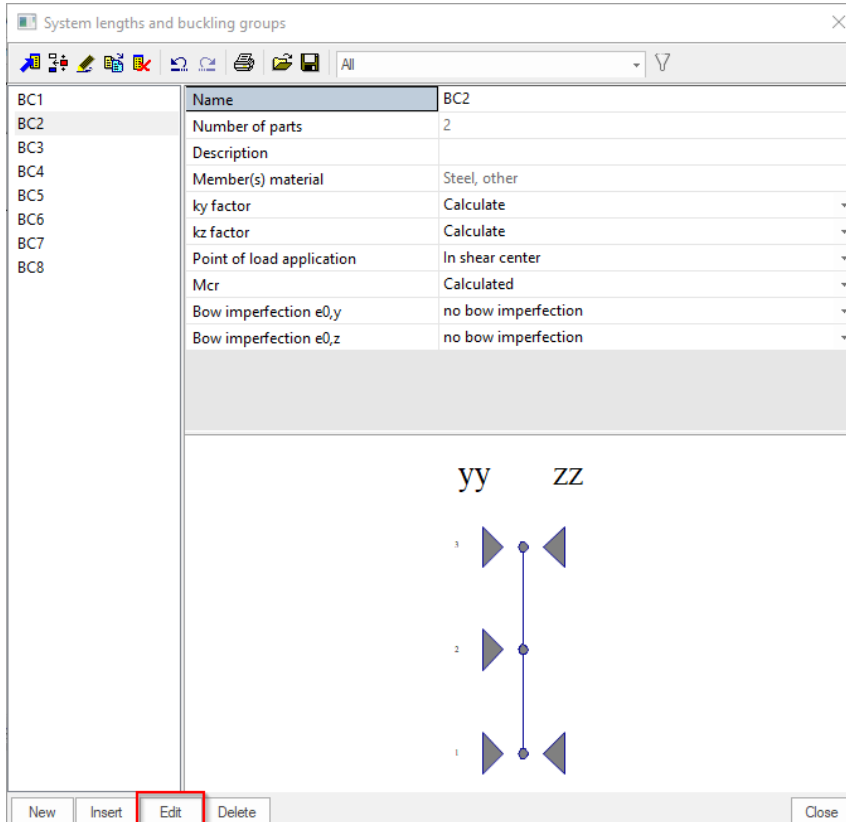 System lengths and buckling groups
All
BC1
BC2
BC3
BC4
BC5
BC6
BC7
BC8
Name BC2
Number of parts 2
Description
Member(s) material Steel, other
ky factor Calculate
kz factor Calculate
Point of load application In shear center
Mcr Calculated
Bow imperfection e0,y no bow imperfection
Bow imperfection e0,z no bow imperfection
yy zz
3
2
1
New Insert Edit Delete Close